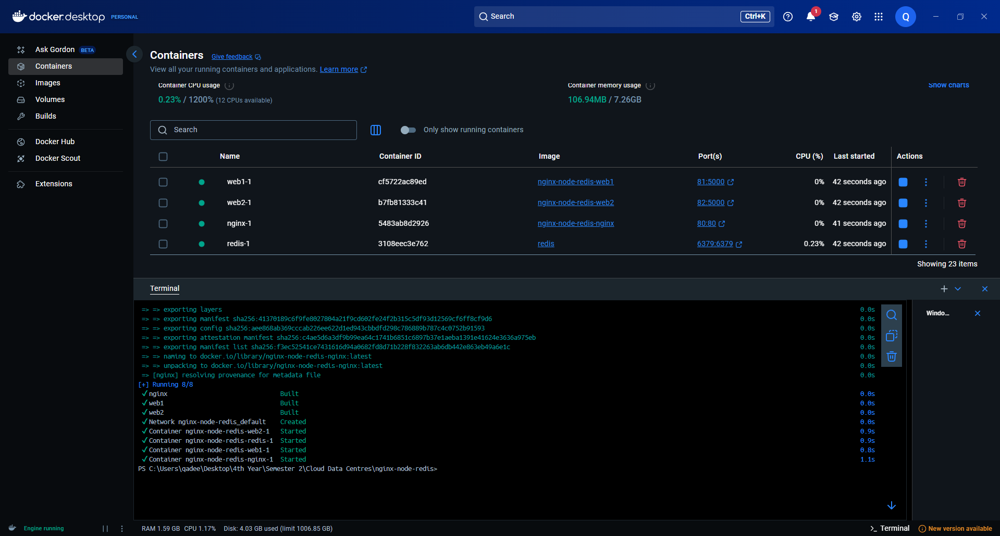 docker.desktop PERSONAL
Search Ctrl+K
1
Q
Ask Gordon BETA
Containers
Images
Volumes
Builds
Docker Hub
Docker Scout
Extensions
Containers Give feedback
View all your running containers and applications. Learn more
Container CPU usage
0.23% / 1200% (12 CPUs available)
Container memory usage
106.94MB / 7.26GB
Show charts
Search
Only show running containers
Name Container ID Image Port(s) CPU (%) Last started Actions
web1-1 cf5722ac89ed nginx-node-redis-web1 81:5000 0% 42 seconds ago
web2-1 b7fb81333c41 nginx-node-redis-web2 82:5000 0% 42 seconds ago
nginx-1 5483ab8d2926 nginx-node-redis-nginx 80:80 0% 41 seconds ago
redis-1 3108eec3e762 redis 6379:6379 0.23% 42 seconds ago
Showing 23 items
Terminal
Windo...
=> => exporting layers 0.0s
=> => exporting manifest sha256:41370189c6f9fe8027804a21f9cd602fe24f2b315c5df93d12569cf6ff8cf9d6 0.0s
=> => exporting config sha256:aee868ab369cccab226ee622d1ed943cbbdfd298c786889b787c4c0752b91593 0.0s
=> => exporting attestation manifest sha256:c4ae5d6a3df9b99ea64c1741b6851c6897b37e1aeba1391e41624e3636a975eb 0.0s
=> => exporting manifest list sha256:f3ec52541ce7431616d94a0682fd8d71b228f832263ab6db442e863eb49a6e1c 0.0s
=> => naming to docker.io/library/nginx-node-redis-nginx:latest 0.0s
=> => unpacking to docker.io/library/nginx-node-redis-nginx:latest 0.0s
=> [nginx] resolving provenance for metadata file 0.0s
[+] Running 8/8
✔nginx Built 0.0s
✔web1 Built 0.0s
✔web2 Built 0.0s
✔Network nginx-node-redis_default Created 0.0s
✔Container nginx-node-redis-web2-1 Started 0.9s
✔Container nginx-node-redis-redis-1 Started 0.9s
✔Container nginx-node-redis-web1-1 Started 0.8s
✔Container nginx-node-redis-nginx-1 Started 1.1s
PS C:\Users\qadee\Desktop\4th Year\Semester 2\Cloud Data Centres\nginx-node-redis>
Engine running
RAM 1.59 GB CPU 1.17% Disk: 4.03 GB used (limit 1006.85 GB)
Terminal
New version available